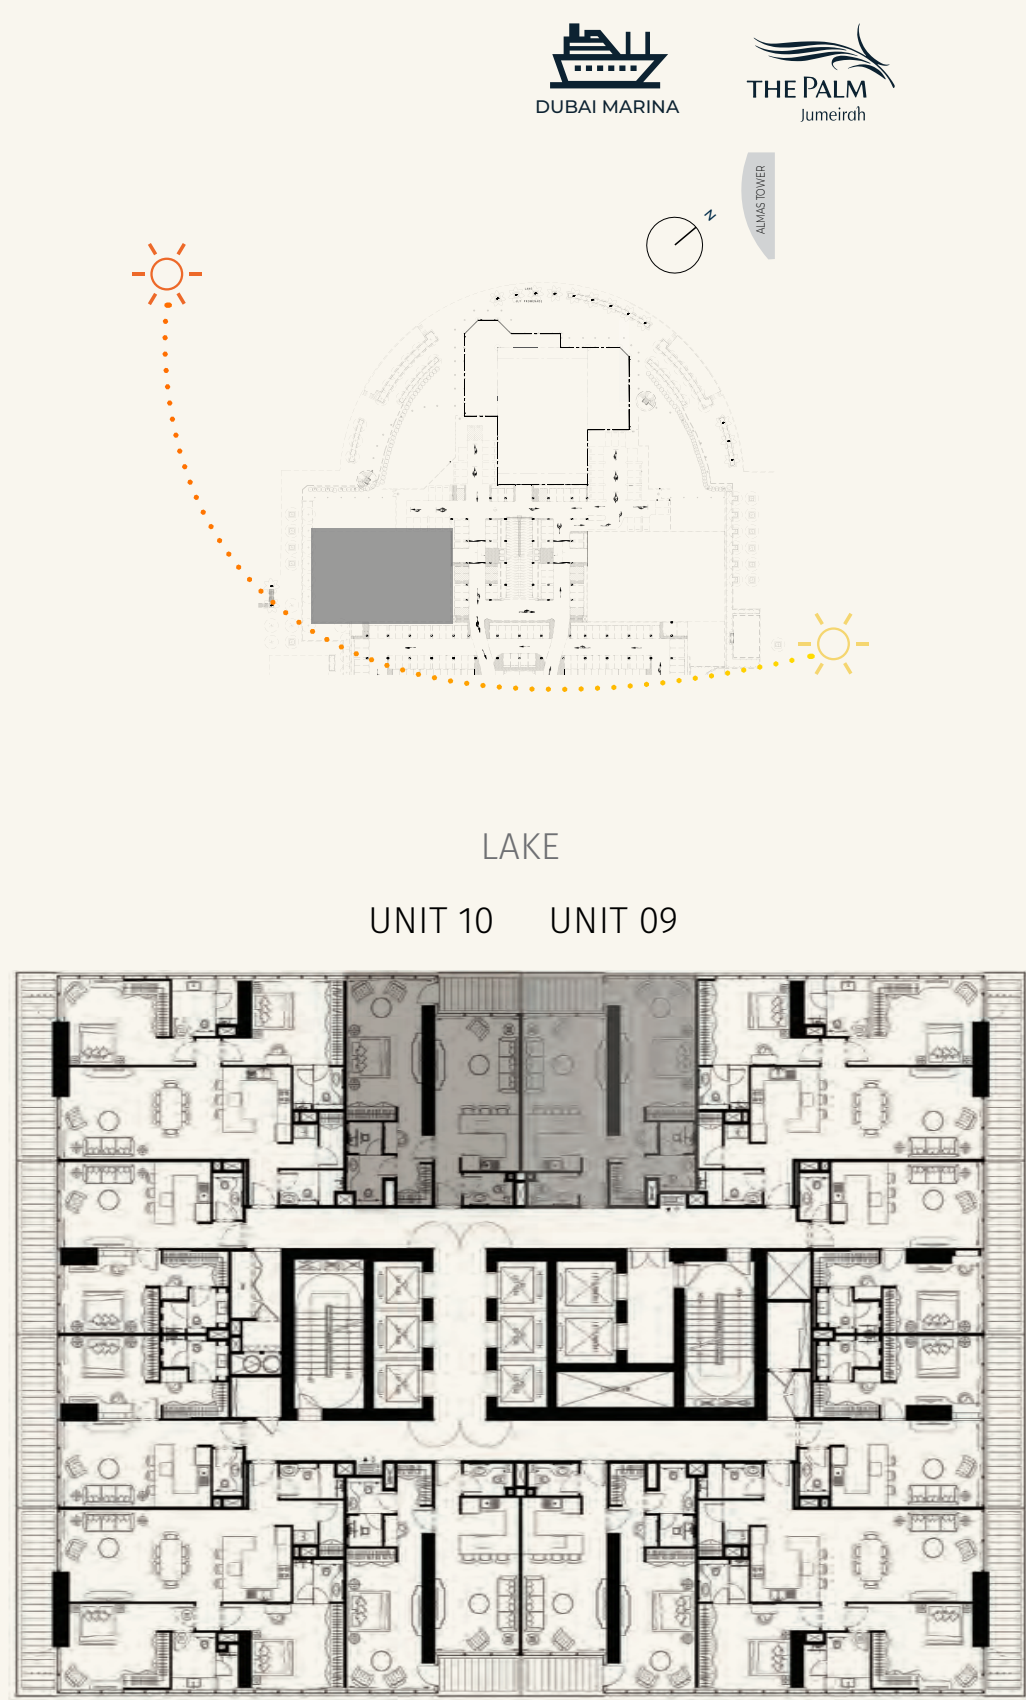 DUBAI MARINA
THE PALM
Jumeirah
ALMAS TOWER
N
LAKE
UNIT 10
UNIT 09